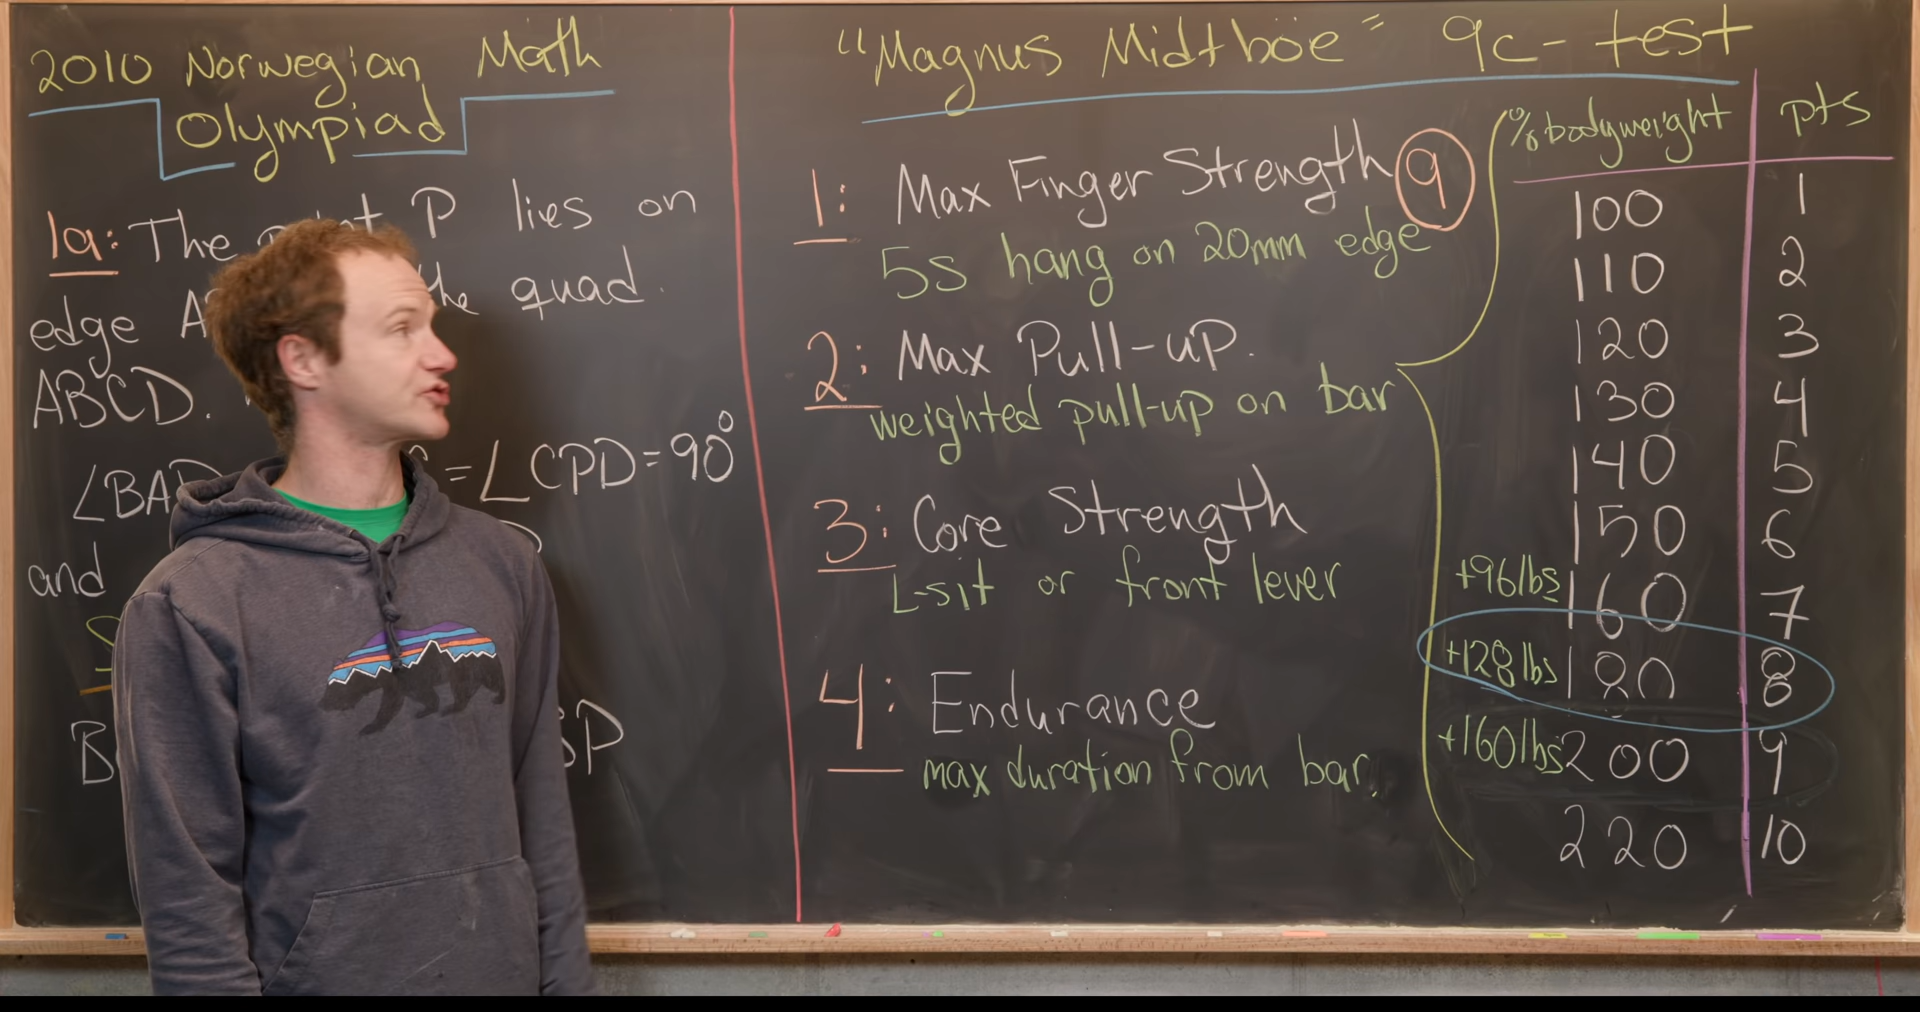 2010 Norwegian Math
Olympiad
1a: The P lies on
edge quad.
ABCD.
∠BAD = ∠CPD = 90°
and
BP
"Magnus Midtböe" 9c-test
1: Max Finger Strength 9
5s hang on 20mm edge
2: Max Pull-up.
weighted pull-up on bar
3: Core Strength
L-sit or front lever
4: Endurance
max duration from bar.
% bodyweight pts
100 1
110 2
120 3
130 4
140 5
150 6
+96lbs 160 7
+128lbs 180 8
+160lbs 200 9
220 10